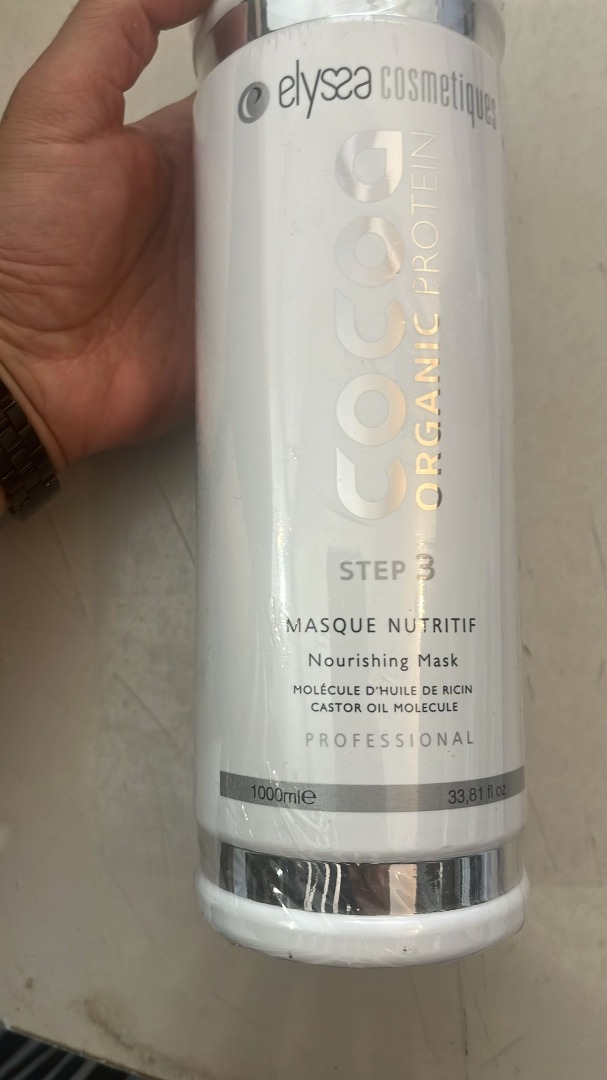 elyssa cosmetiques
COCOA
ORGANIC PROTEIN
STEP 3
MASQUE NUTRITIF
Nourishing Mask
MOLÉCULE D'HUILE DE RICIN
CASTOR OIL MOLECULE
PROFESSIONAL
1000ml℮ 33,81 fl oz